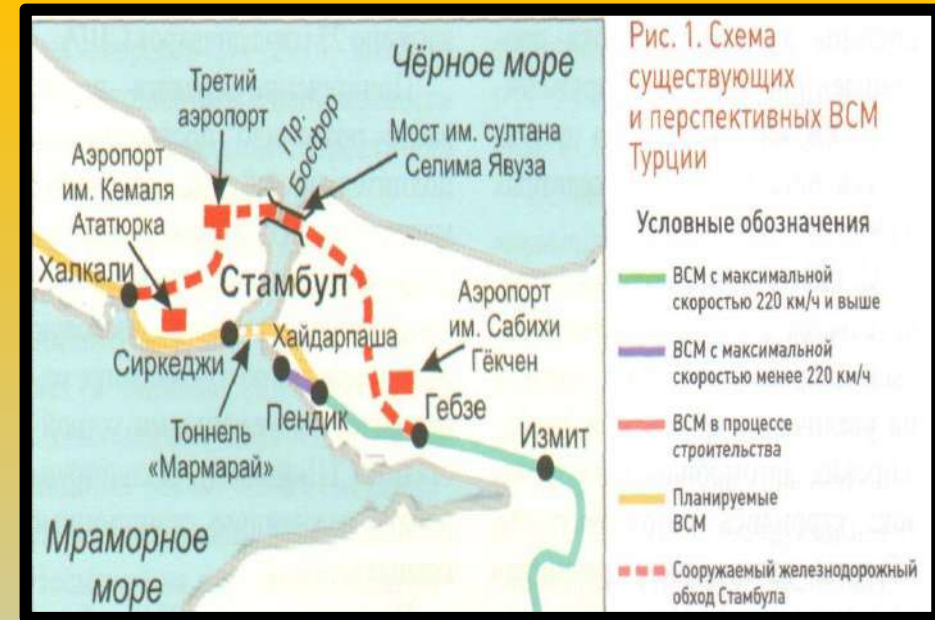 Чёрное море
Третий
аэропорт
Пр.
Босфор
Мост им. султана
Селима Явуза
Аэропорт
им. Кемаля
Ататюрка
Халкали
Стамбул
Аэропорт
им. Сабихи
Гёкчен
Сиркеджи
Хайдарпаша
Пендик
Гебзе
Измит
Тоннель
«Мармарай»
Мраморное
море
Рис. 1. Схема
существующих
и перспективных ВСМ
Турции
Условные обозначения
ВСМ с максимальной
скоростью 220 км/ч и выше
ВСМ с максимальной
скоростью менее 220 км/ч
ВСМ в процессе
строительства
Планируемые
ВСМ
Сооружаемый железнодорожный
обход Стамбула